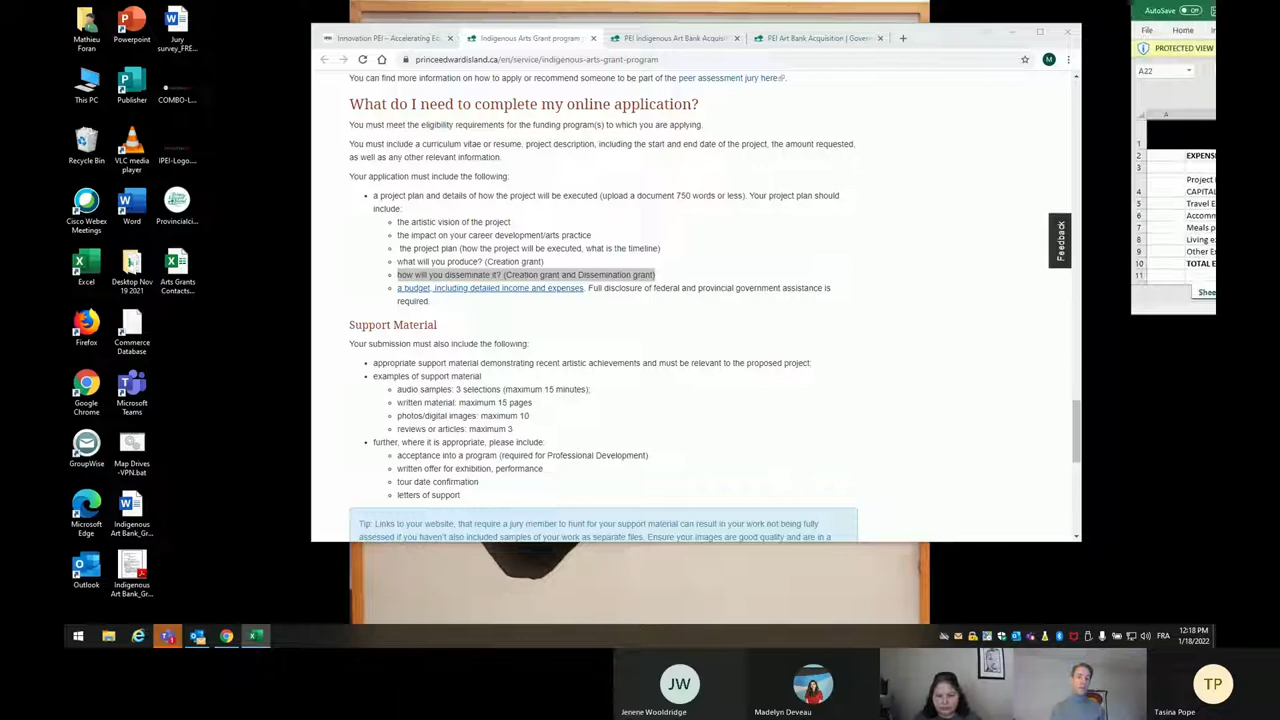 Mathieu Foran
Powerpoint
Jury survey_FRE...
This PC
Publisher
COMBO-L...
Recycle Bin
VLC media player
IPEI-Logo....
Cisco Webex Meetings
Word
Provincialci...
Excel
Desktop Nov 19 2021
Arts Grants Contacts...
Firefox
Commerce Database
Google Chrome
Microsoft Teams
GroupWise
Map Drives -VPN.bat
Microsoft Edge
Indigenous Art Bank_Gr...
Outlook
Indigenous Art Bank_Gr...
Innovation PEI – Accelerating Ec
Indigenous Arts Grant program
PEI Indigenous Art Bank Acquisit
PEI Art Bank Acquisition | Gover
princeedwardisland.ca/en/service/indigenous-arts-grant-program
M
You can find more information on how to apply or recommend someone to be part of the peer assessment jury here.
What do I need to complete my online application?
You must meet the eligibility requirements for the funding program(s) to which you are applying.
You must include a curriculum vitae or resume, project description, including the start and end date of the project, the amount requested,
as well as any other relevant information.
Your application must include the following:
a project plan and details of how the project will be executed (upload a document 750 words or less). Your project plan should
include:
the artistic vision of the project
the impact on your career development/arts practice
the project plan (how the project will be executed, what is the timeline)
what will you produce? (Creation grant)
how will you disseminate it? (Creation grant and Dissemination grant)
a budget, including detailed income and expenses. Full disclosure of federal and provincial government assistance is
required.
Support Material
Your submission must also include the following:
appropriate support material demonstrating recent artistic achievements and must be relevant to the proposed project:
examples of support material
audio samples: 3 selections (maximum 15 minutes);
written material: maximum 15 pages
photos/digital images: maximum 10
reviews or articles: maximum 3
further, where it is appropriate, please include:
acceptance into a program (required for Professional Development)
written offer for exhibition, performance
tour date confirmation
letters of support
Tip: Links to your website, that require a jury member to hunt for your support material can result in your work not being fully
assessed if you haven't also included samples of your work as separate files. Ensure your images are good quality and are in a
Feedback
AutoSave Off
File Home
PROTECTED VIEW
A22
A
1
2 EXPENS
3
Project
4 CAPITAL
5 Travel E
6 Accomm
7 Meals p
8 Living e
9 Other E
10 TOTAL E
11
Shee
FRA
12:18 PM
1/18/2022
JW
Jenene Wooldridge
Madelyn Deveau
TP
Tasina Pope